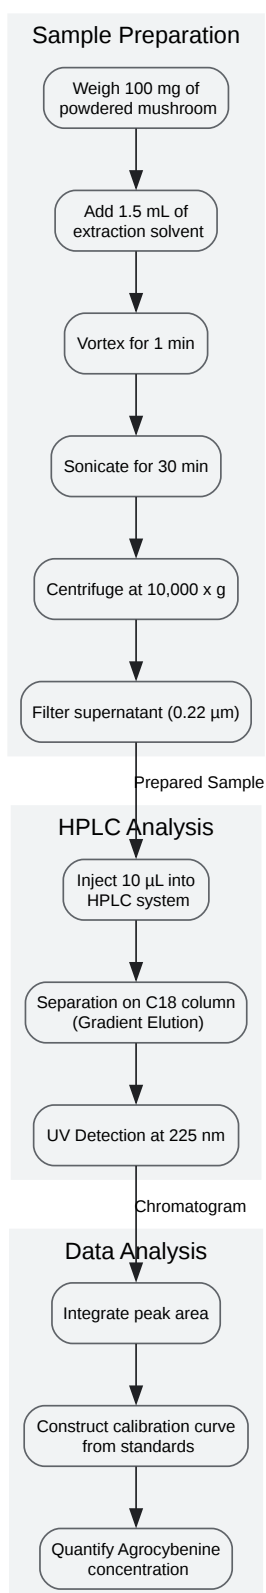 Sample Preparation
Weigh 100 mg of
powdered mushroom
Add 1.5 mL of
extraction solvent
Vortex for 1 min
Sonicate for 30 min
Centrifuge at 10,000 x g
Filter supernatant (0.22 µm)
Prepared Sample
HPLC Analysis
Inject 10 µL into
HPLC system
Separation on C18 column
(Gradient Elution)
UV Detection at 225 nm
Chromatogram
Data Analysis
Integrate peak area
Construct calibration curve
from standards
Quantify Agrocybenine
concentration